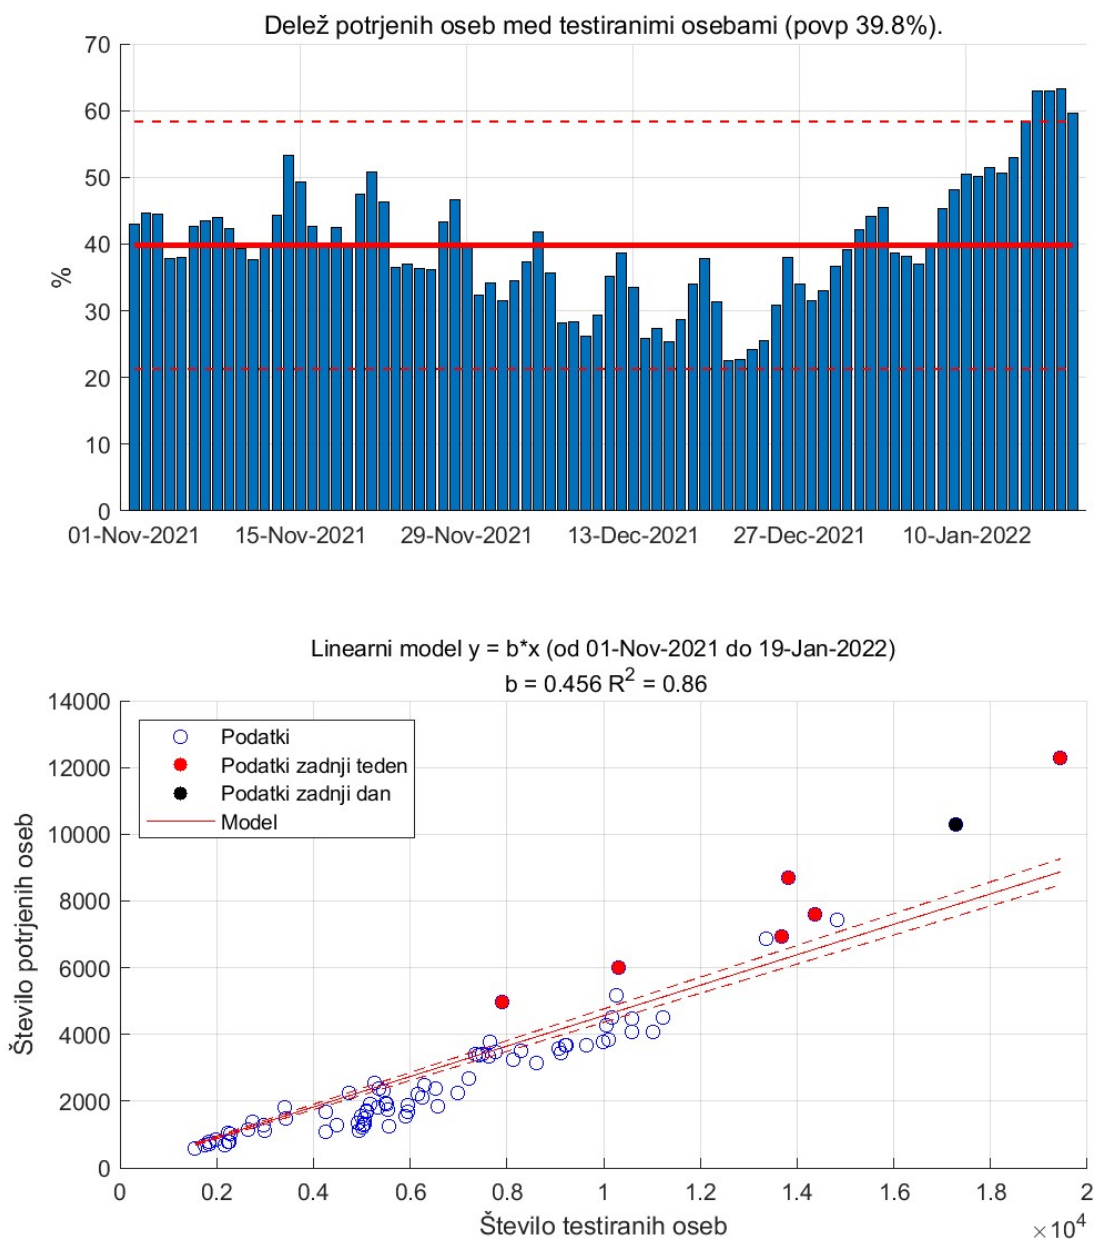 Delež potrjenih oseb med testiranimi osebami (povp 39.8%).
70
60
50
40
30
20
10
0
%
01-Nov-2021
15-Nov-2021
29-Nov-2021
13-Dec-2021
27-Dec-2021
10-Jan-2022
Linearni model y = b*x (od 01-Nov-2021 do 19-Jan-2022)
b = 0.456 R² = 0.86
14000
12000
10000
8000
6000
4000
2000
0
Število potrjenih oseb
Podatki
Podatki zadnji teden
Podatki zadnji dan
Model
0
0.2
0.4
0.6
0.8
1
1.2
1.4
1.6
1.8
2
Število testiranih oseb
×10⁴